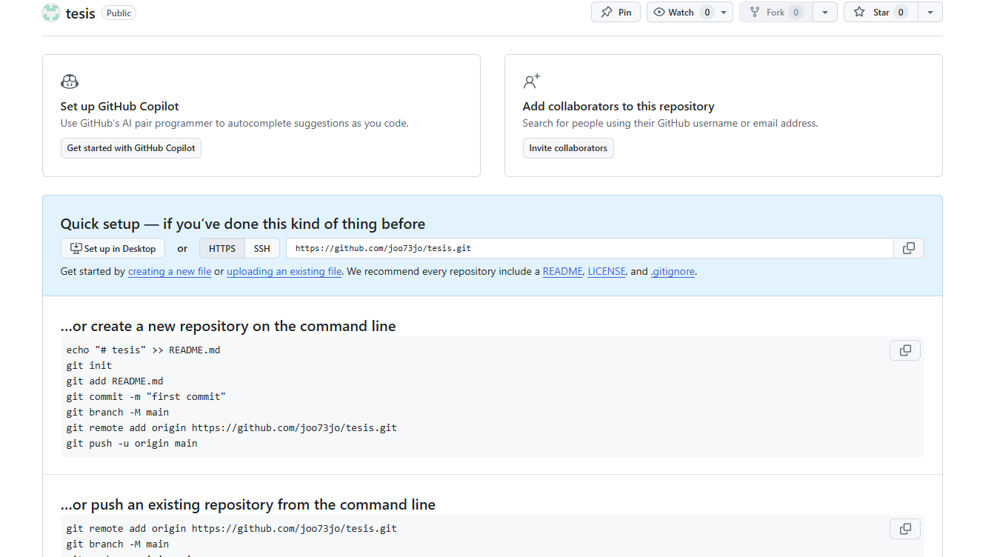 tesis Public Pin Watch 0 Fork 0 Star 0
Set up GitHub Copilot
Use GitHub's AI pair programmer to autocomplete suggestions as you code.
Get started with GitHub Copilot
Add collaborators to this repository
Search for people using their GitHub username or email address.
Invite collaborators
Quick setup — if you’ve done this kind of thing before
Set up in Desktop or HTTPS SSH https://github.com/joo73jo/tesis.git
Get started by creating a new file or uploading an existing file. We recommend every repository include a README, LICENSE, and .gitignore.
…or create a new repository on the command line
echo "# tesis" >> README.md
git init
git add README.md
git commit -m "first commit"
git branch -M main
git remote add origin https://github.com/joo73jo/tesis.git
git push -u origin main
…or push an existing repository from the command line
git remote add origin https://github.com/joo73jo/tesis.git
git branch -M main